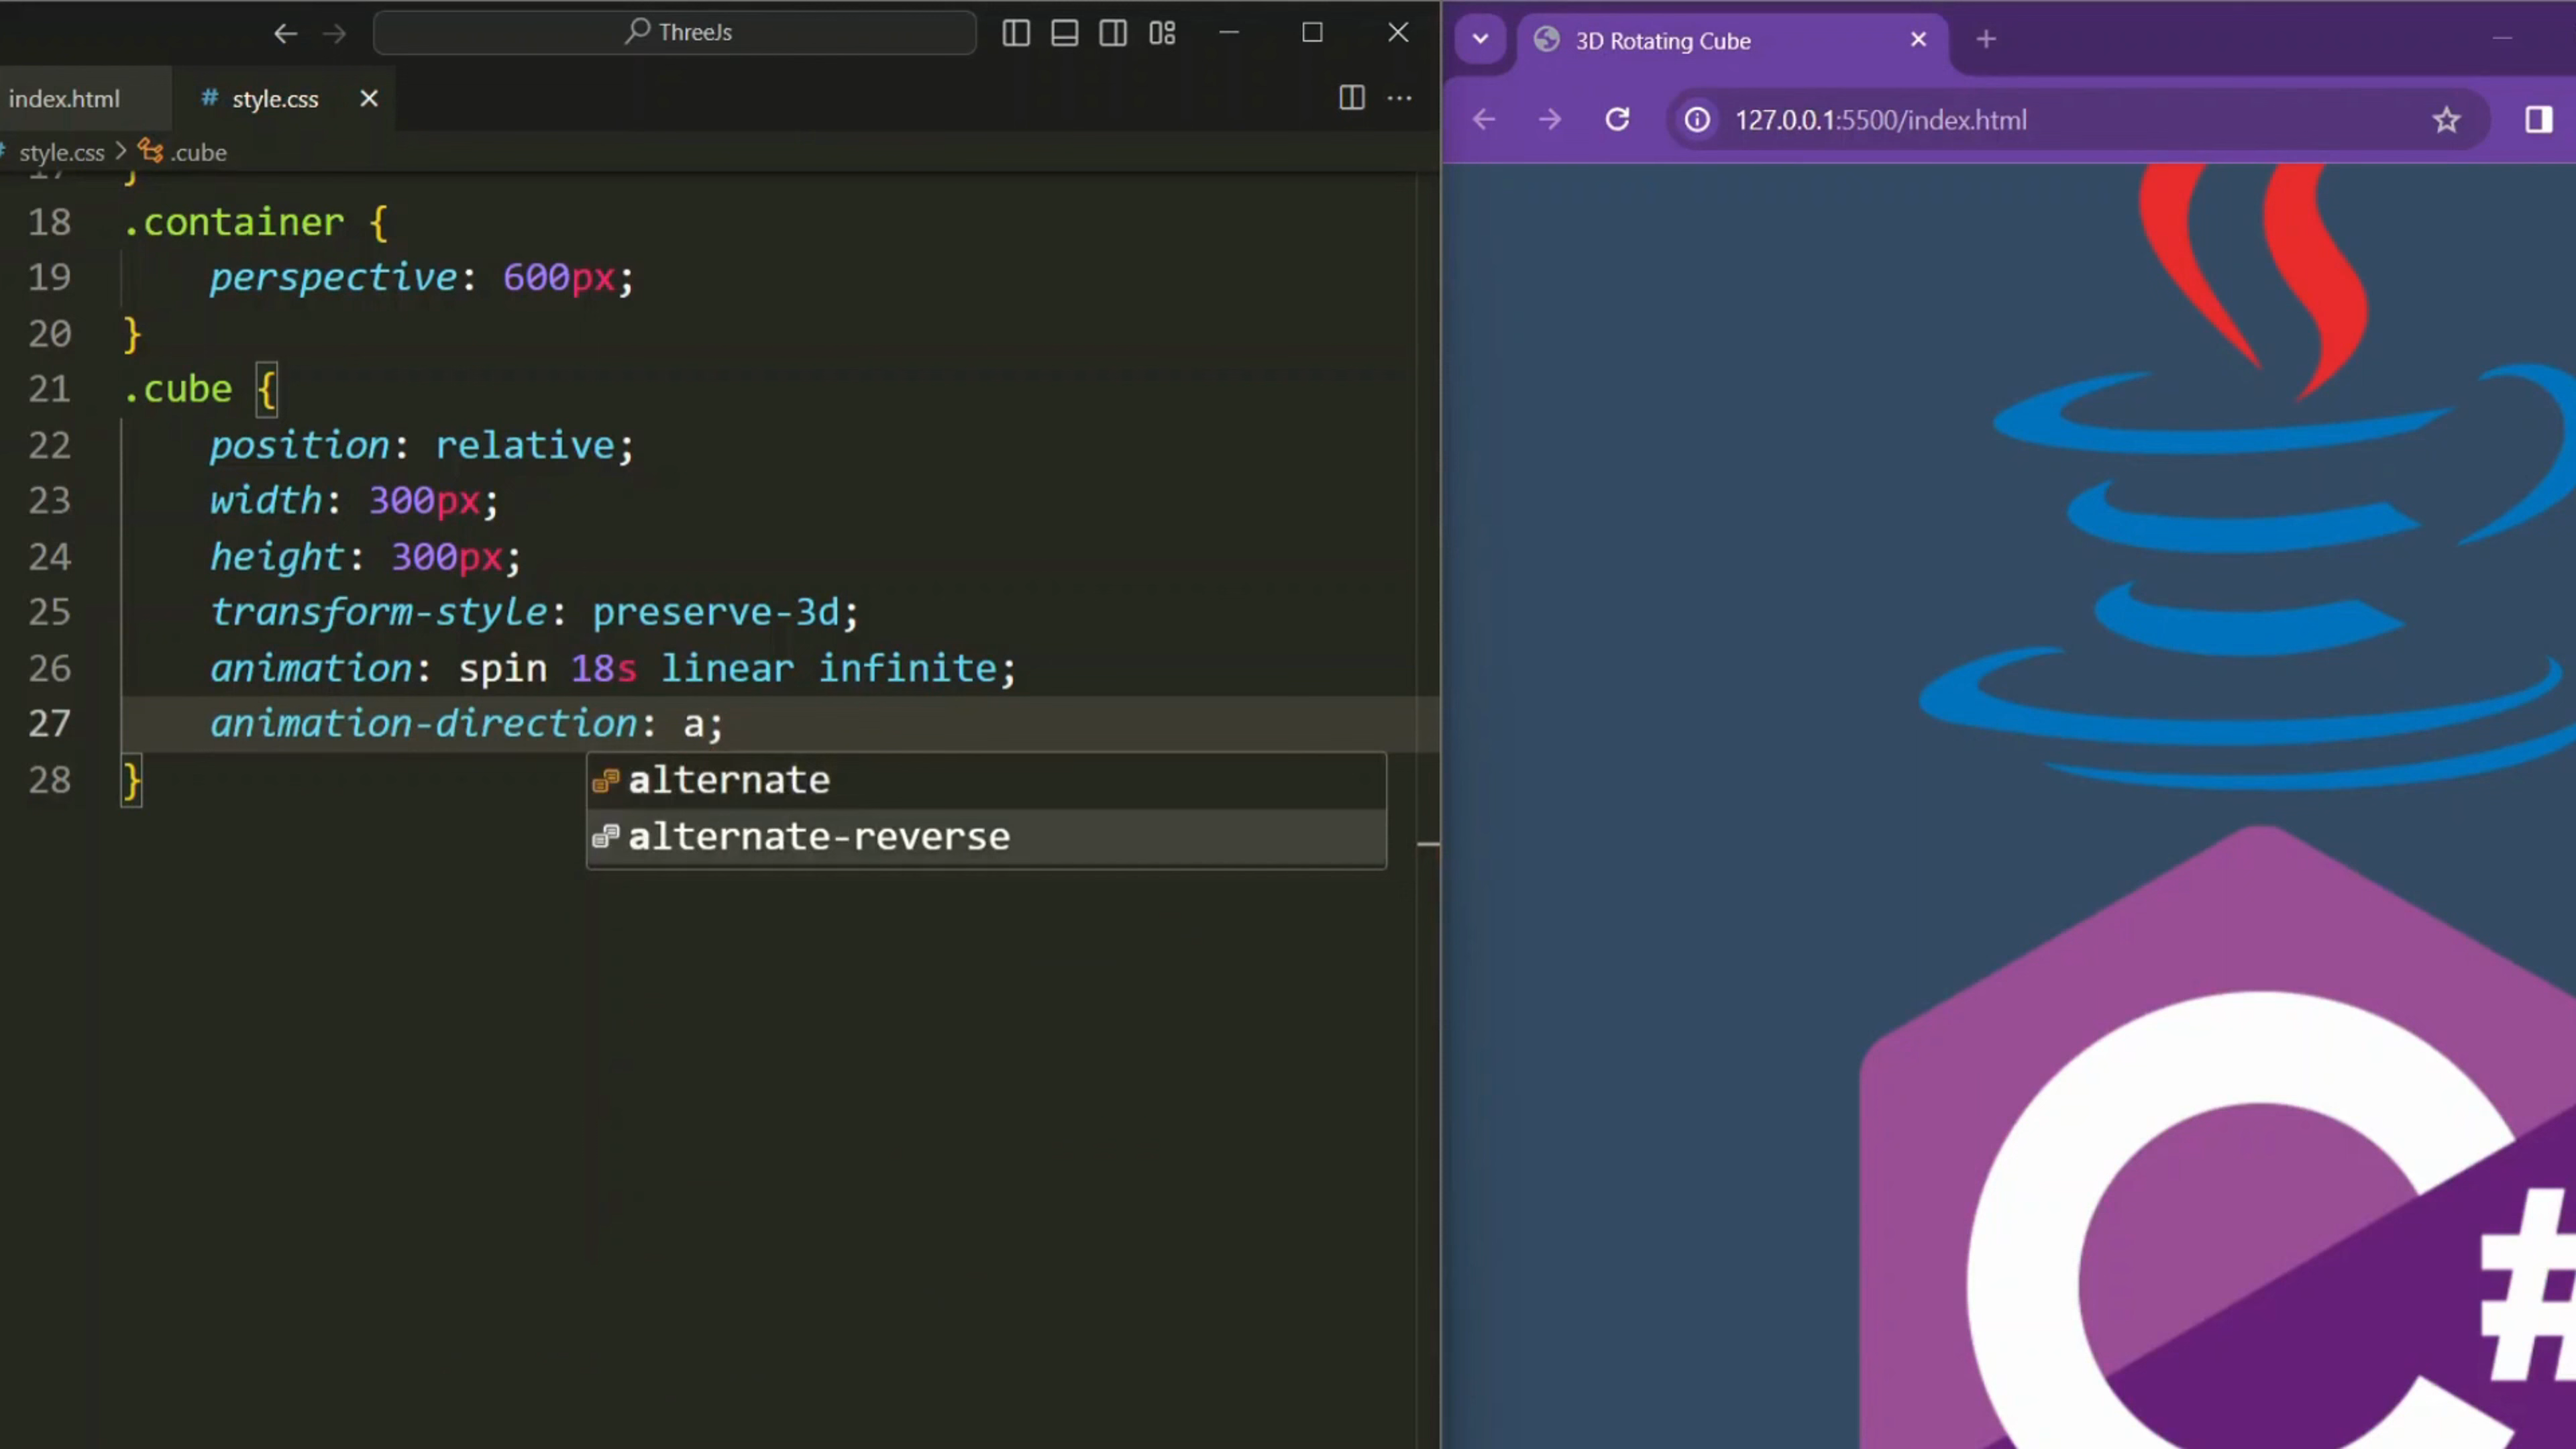 ThreeJs
index.html
# style.css
style.css > .cube
17 }
18 .container {
19 perspective: 600px;
20 }
21 .cube {
22 position: relative;
23 width: 300px;
24 height: 300px;
25 transform-style: preserve-3d;
26 animation: spin 18s linear infinite;
27 animation-direction: a;
28 }
alternate
alternate-reverse
3D Rotating Cube
127.0.0.1:5500/index.html
C#